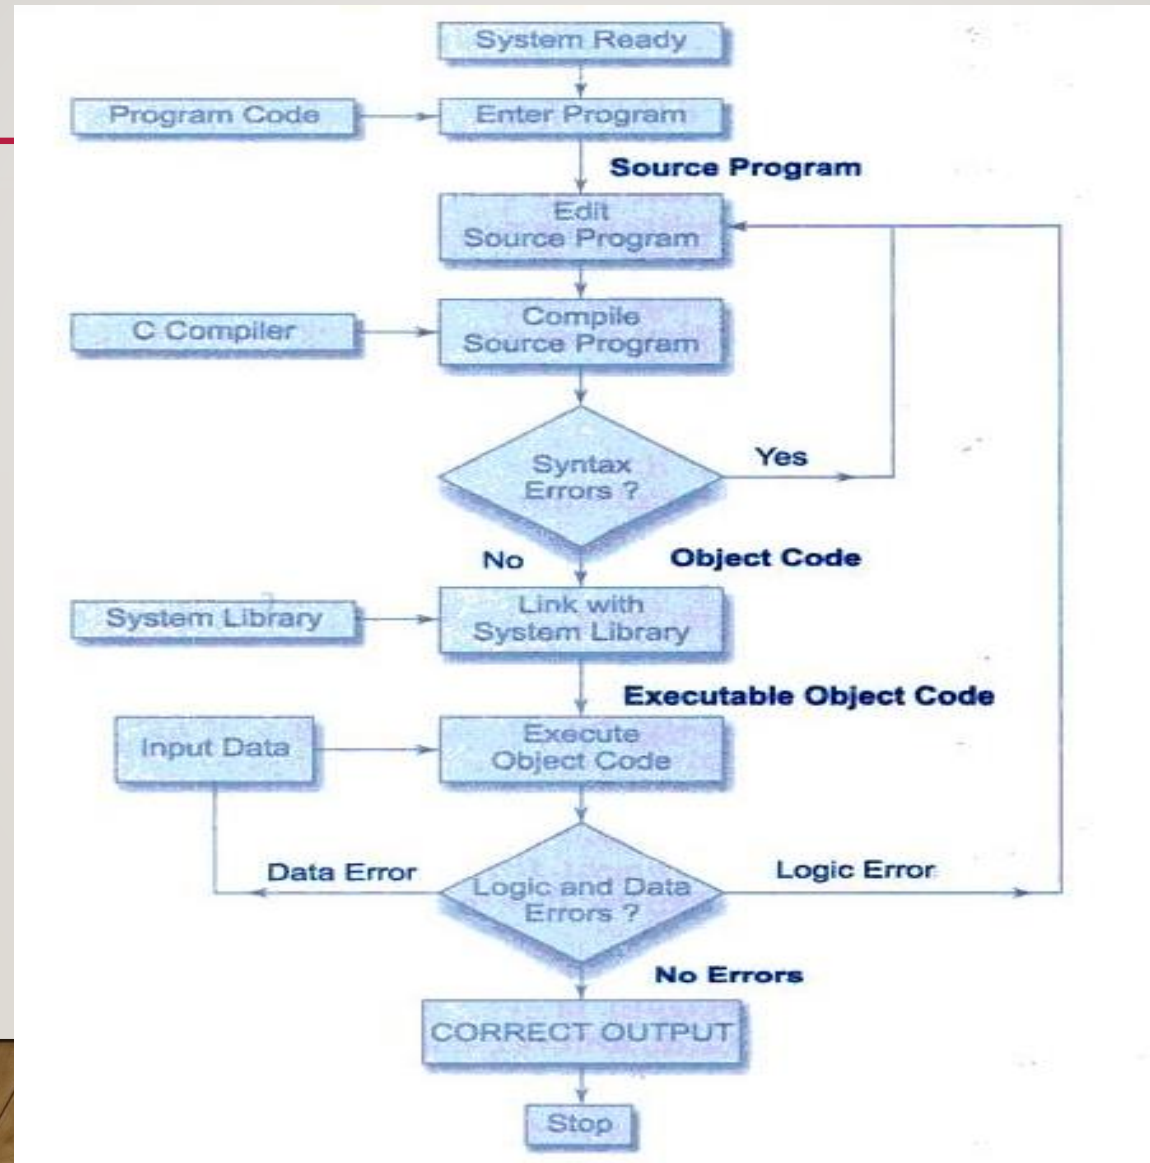 System Ready
Program Code
Enter Program
Source Program
Edit
Source Program
C Compiler
Compile
Source Program
Syntax
Errors ?
Yes
No
Object Code
System Library
Link with
System Library
Executable Object Code
Input Data
Execute
Object Code
Data Error
Logic and Data
Errors ?
Logic Error
No Errors
CORRECT OUTPUT
Stop